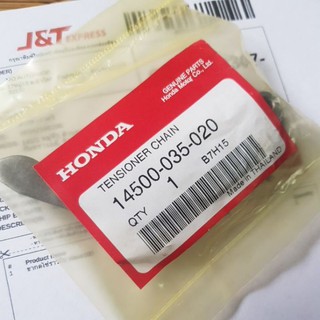 J&T EXPRESS
HONDA
GENUINE PARTS
Honda Motor Co., Ltd.
TENSIONER CHAIN
14500-035-020
QTY 1 B7H15
Made in THAILAND